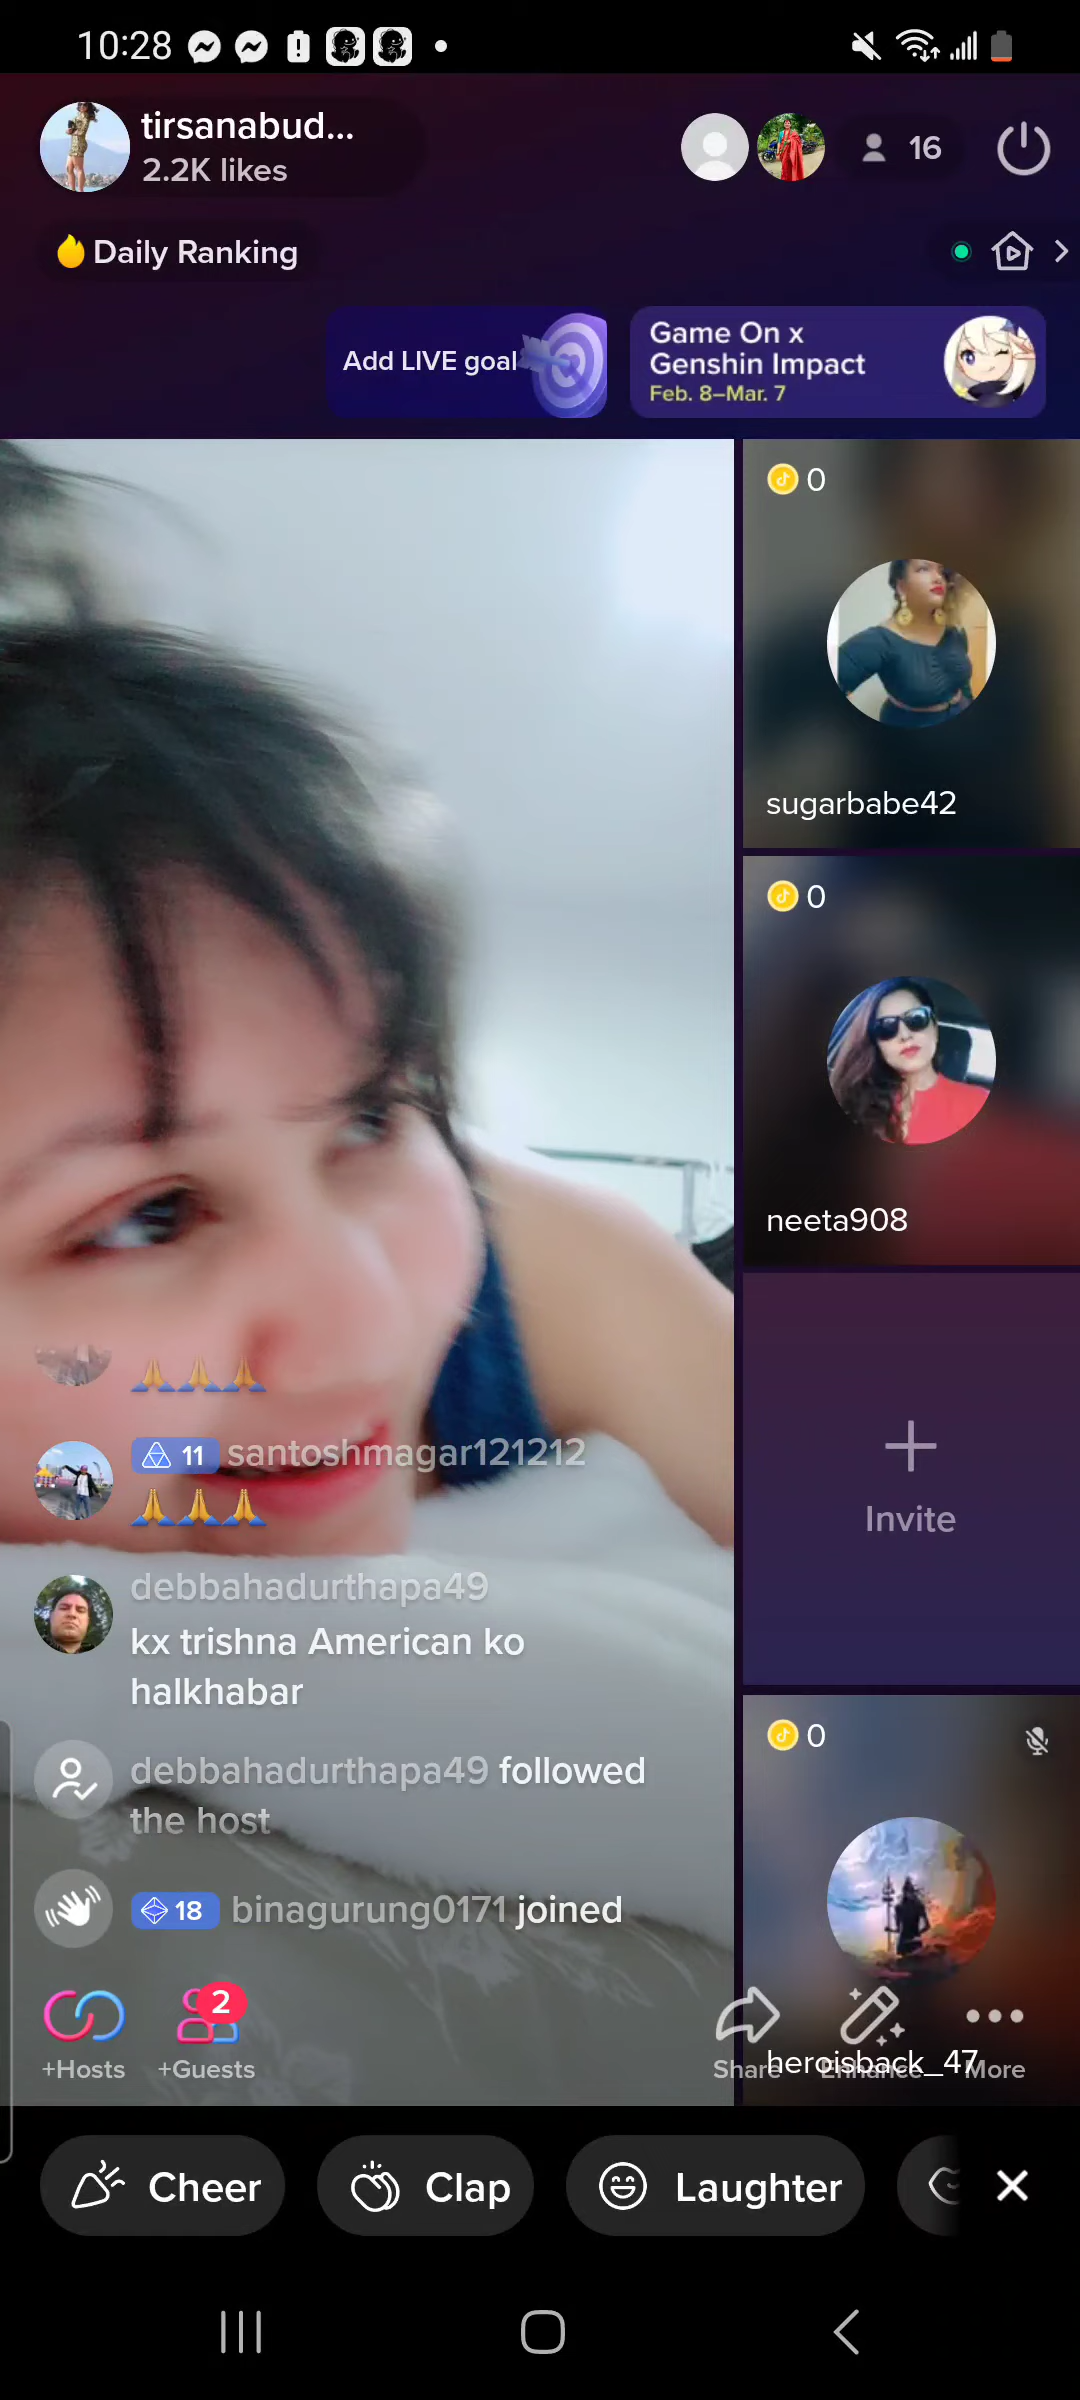 10:28
tirsanabud...
2.2K likes
16
Daily Ranking
Add LIVE goal
Game On x
Genshin Impact
Feb. 8–Mar. 7
0
sugarbabe42
0
neeta908
Invite
0
heroisback_47
🙏🙏🙏
11 santoshmagar121212
🙏🙏🙏
debbahadurthapa49
kx trishna American ko
halkhabar
debbahadurthapa49 followed
the host
18 binagurung0171 joined
2
+Hosts
+Guests
Share
Enhance
More
Cheer
Clap
Laughter